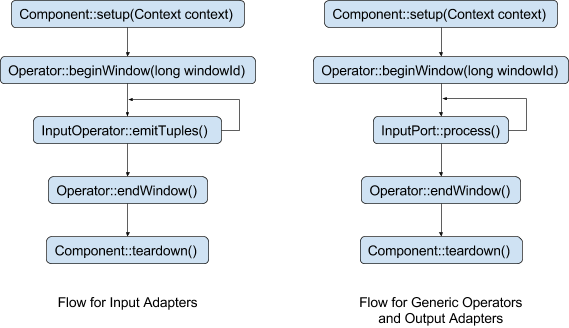 Component::setup(Context context)
Operator::beginWindow(long windowId)
InputOperator::emitTuples()
Operator::endWindow()
Component::teardown()
Flow for Input Adapters
Component::setup(Context context)
Operator::beginWindow(long windowId)
InputPort::process()
Operator::endWindow()
Component::teardown()
Flow for Generic Operators
and Output Adapters